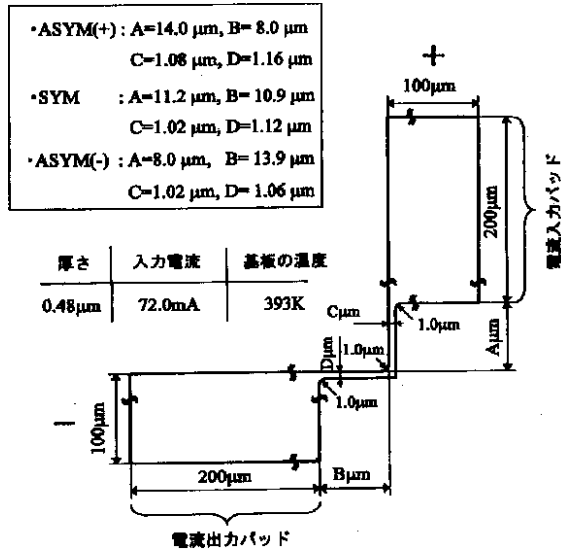 ・ASYM(+) : A=14.0 μm, B= 8.0 μm
C=1.08 μm, D=1.16 μm
・SYM : A=11.2 μm, B= 10.9 μm
C=1.02 μm, D=1.12 μm
・ASYM(-) : A=8.0 μm, B= 13.9 μm
C=1.02 μm, D= 1.06 μm
+
100μm
200μm
電流入力パッド
厚さ 入力電流 基板の温度
0.48μm 72.0mA 393K
Cμm
1.0μm
Aμm
Dμm
1.0μm
1.0μm
−
100μm
200μm
Bμm
電流出力パッド